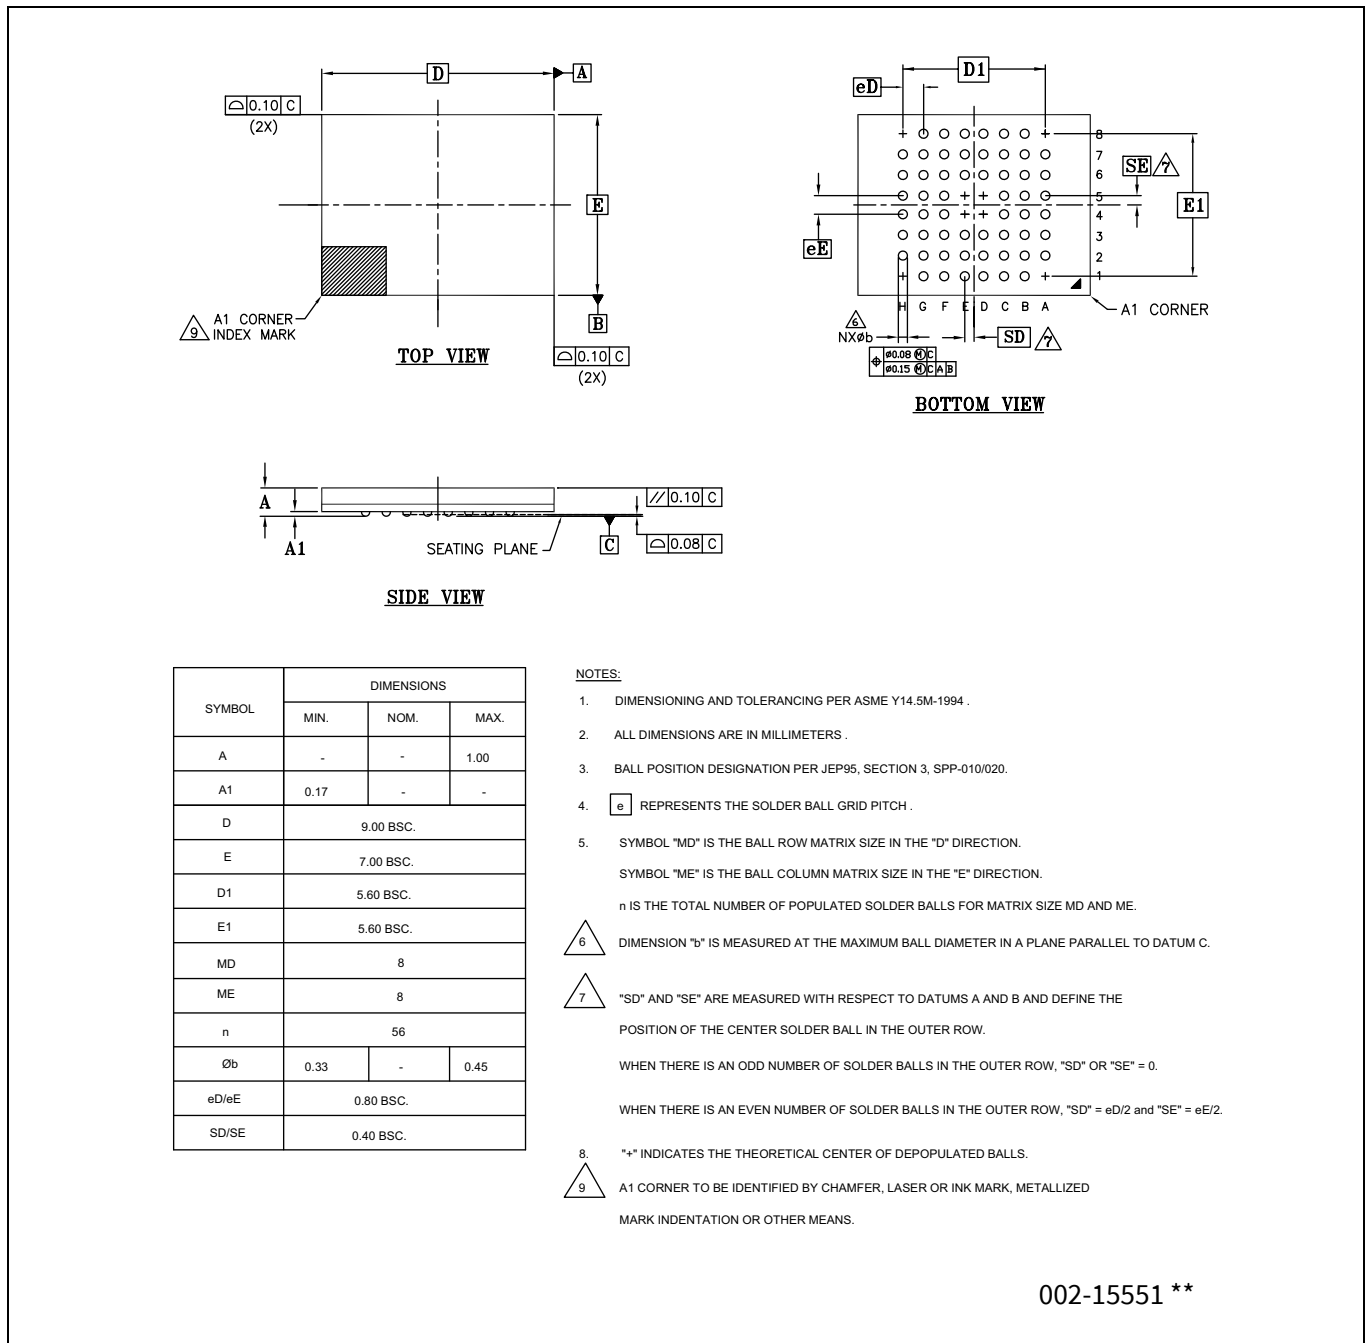 D
A
⌓ 0.10 C
(2X)
E
B
⌓ 0.10 C
(2X)
9
A1 CORNER
INDEX MARK
TOP VIEW
D1
eD
8
7
6
5
4
3
2
1
SE 7
E1
eE
H G F E D C B A
A1 CORNER
6
NXøb
SD 7
⌖ ø0.08 Ⓜ C
ø0.15 Ⓜ C A B
BOTTOM VIEW
A
A1
// 0.10 C
SEATING PLANE
C
⌓ 0.08 C
SIDE VIEW
SYMBOL DIMENSIONS
MIN. NOM. MAX.
A - - 1.00
A1 0.17 - -
D 9.00 BSC.
E 7.00 BSC.
D1 5.60 BSC.
E1 5.60 BSC.
MD 8
ME 8
n 56
Øb 0.33 - 0.45
eD/eE 0.80 BSC.
SD/SE 0.40 BSC.
NOTES:
1. DIMENSIONING AND TOLERANCING PER ASME Y14.5M-1994 .
2. ALL DIMENSIONS ARE IN MILLIMETERS .
3. BALL POSITION DESIGNATION PER JEP95, SECTION 3, SPP-010/020.
4. e REPRESENTS THE SOLDER BALL GRID PITCH .
5. SYMBOL "MD" IS THE BALL ROW MATRIX SIZE IN THE "D" DIRECTION.
SYMBOL "ME" IS THE BALL COLUMN MATRIX SIZE IN THE "E" DIRECTION.
n IS THE TOTAL NUMBER OF POPULATED SOLDER BALLS FOR MATRIX SIZE MD AND ME.
6 DIMENSION "b" IS MEASURED AT THE MAXIMUM BALL DIAMETER IN A PLANE PARALLEL TO DATUM C.
7 "SD" AND "SE" ARE MEASURED WITH RESPECT TO DATUMS A AND B AND DEFINE THE
POSITION OF THE CENTER SOLDER BALL IN THE OUTER ROW.
WHEN THERE IS AN ODD NUMBER OF SOLDER BALLS IN THE OUTER ROW, "SD" OR "SE" = 0.
WHEN THERE IS AN EVEN NUMBER OF SOLDER BALLS IN THE OUTER ROW, "SD" = eD/2 and "SE" = eE/2.
8. "+" INDICATES THE THEORETICAL CENTER OF DEPOPULATED BALLS.
9 A1 CORNER TO BE IDENTIFIED BY CHAMFER, LASER OR INK MARK, METALLIZED
MARK INDENTATION OR OTHER MEANS.
002-15551 **